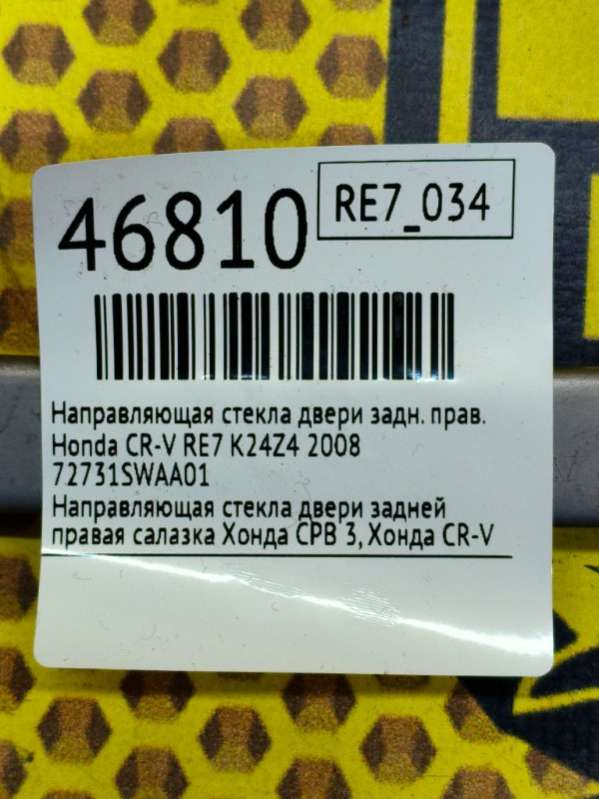 46810
RE7_034
Направляющая стекла двери задн. прав.
Honda CR-V RE7 K24Z4 2008
72731SWAA01
Направляющая стекла двери задней
правая салазка Хонда СРВ 3, Хонда CR-V